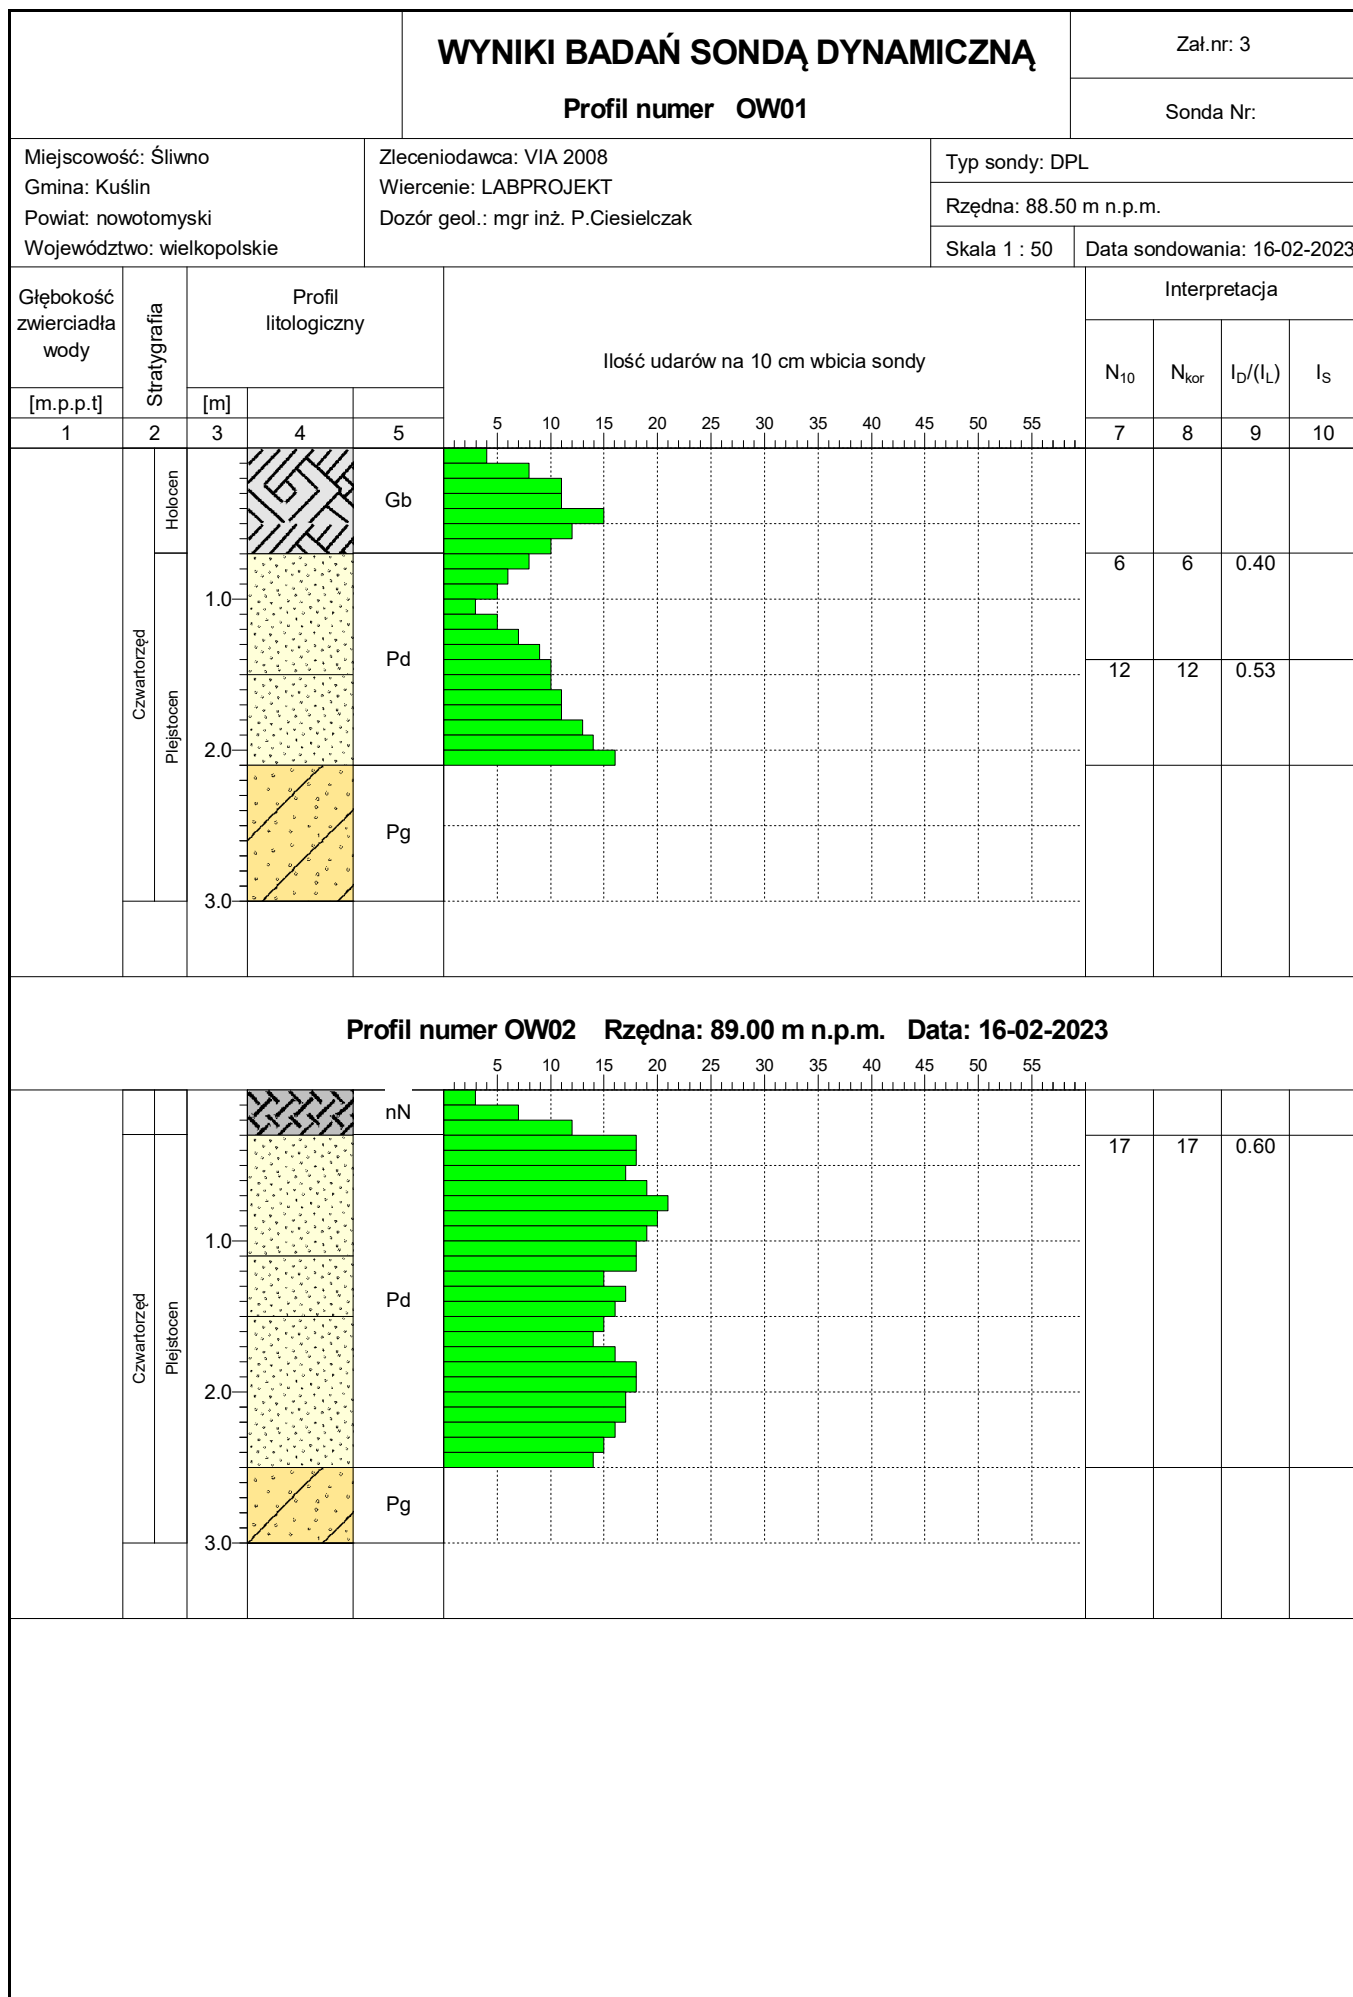 WYNIKI BADAŃ SONDĄ DYNAMICZNĄ
Profil numer OW01
Zał.nr: 3
Sonda Nr:
Miejscowość: Śliwno
Gmina: Kuślin
Powiat: nowotomyski
Województwo: wielkopolskie
Zleceniodawca: VIA 2008
Wiercenie: LABPROJEKT
Dozór geol.: mgr inż. P.Ciesielczak
Typ sondy: DPL
Rzędna: 88.50 m n.p.m.
Skala 1 : 50 Data sondowania: 16-02-2023
Głębokość
zwierciadła
wody
[m.p.p.t]
Stratygrafia
Profil
litologiczny
[m]
Ilość udarów na 10 cm wbicia sondy
Interpretacja
N10 Nkor ID/(IL) IS
5 10 15 20 25 30 35 40 45 50 55
1 2 3 4 5 7 8 9 10
Holocen
Gb
Czwartorzęd
Plejstocen
6 6 0.40
1.0
Pd
12 12 0.53
2.0
Pg
3.0
Profil numer OW02 Rzędna: 89.00 m n.p.m. Data: 16-02-2023
5 10 15 20 25 30 35 40 45 50 55
nN
17 17 0.60
1.0
Czwartorzęd
Plejstocen
Pd
2.0
Pg
3.0